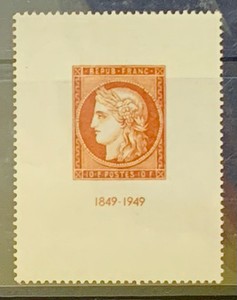 REPUB. FRANC.
10 F. POSTES. 10 F.
1849-1949